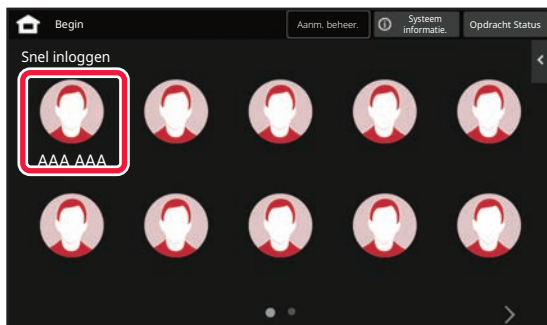 Begin
Aanm. beheer.
Systeem
informatie.
Opdracht Status
Snel inloggen
AAA AAA